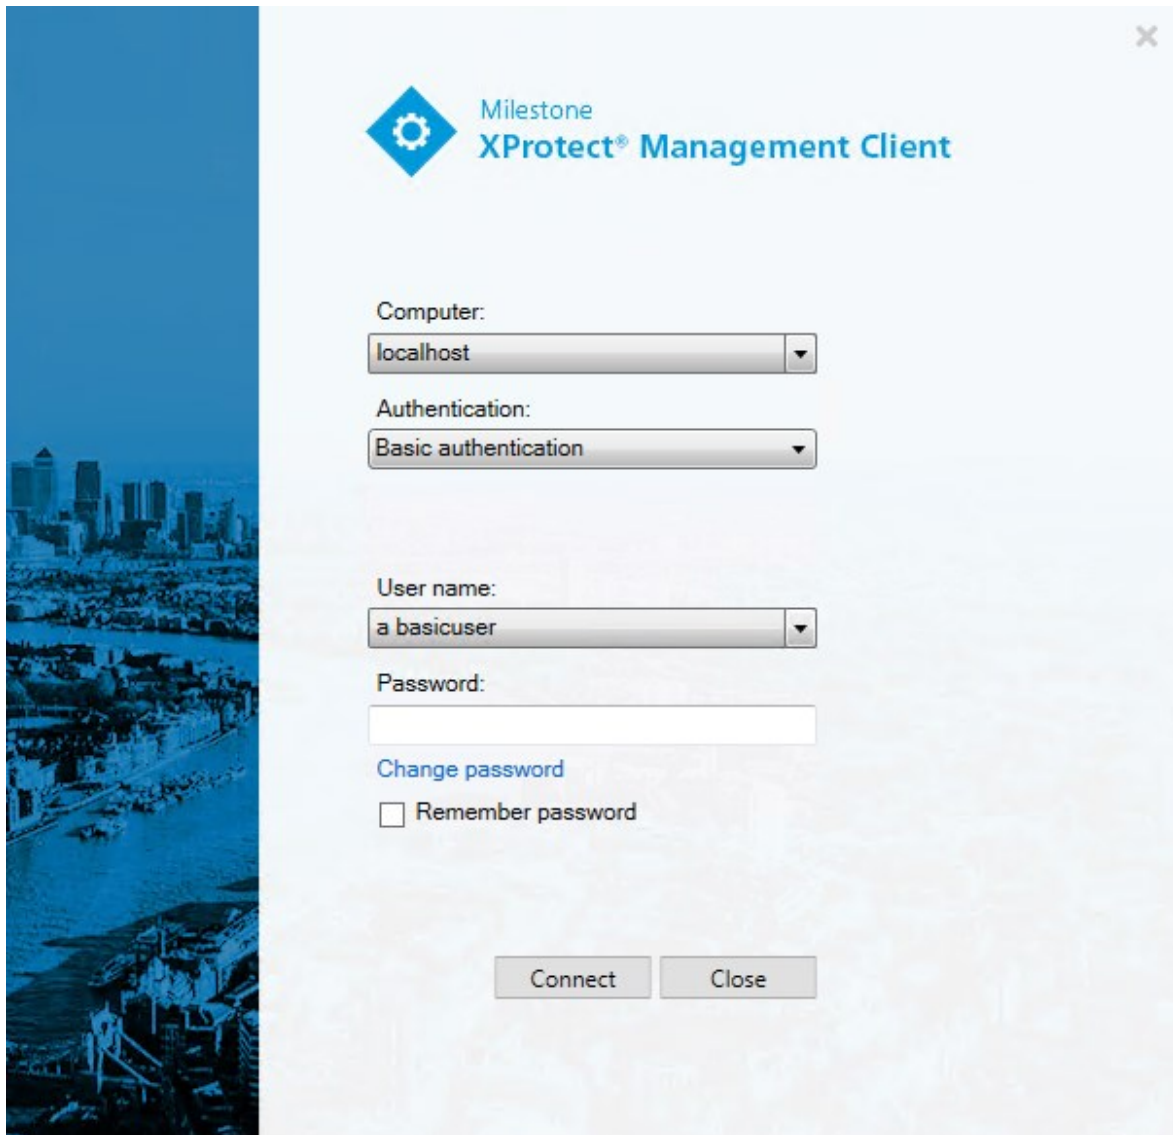 Milestone
XProtect® Management Client
Computer:
localhost
Authentication:
Basic authentication
User name:
a basicuser
Password:
Change password
Remember password
Connect
Close